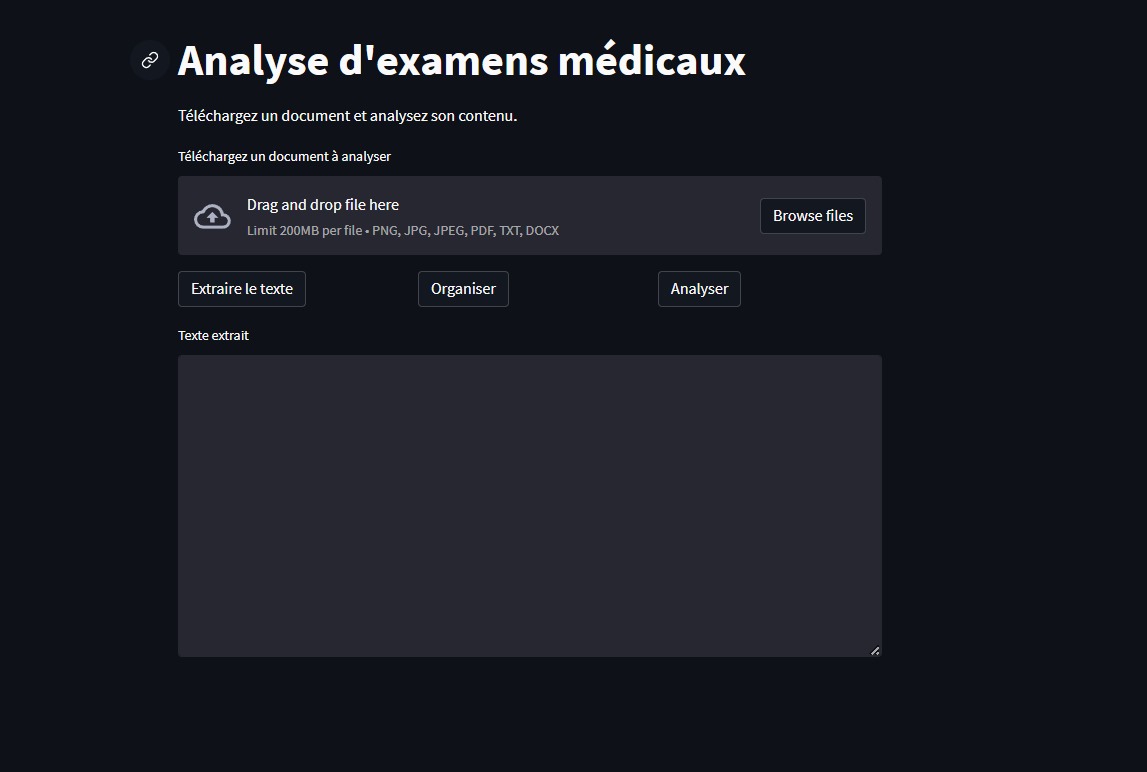 Analyse d'examens médicaux
Téléchargez un document et analysez son contenu.
Téléchargez un document à analyser
Drag and drop file here
Limit 200MB per file • PNG, JPG, JPEG, PDF, TXT, DOCX
Browse files
Extraire le texte
Organiser
Analyser
Texte extrait